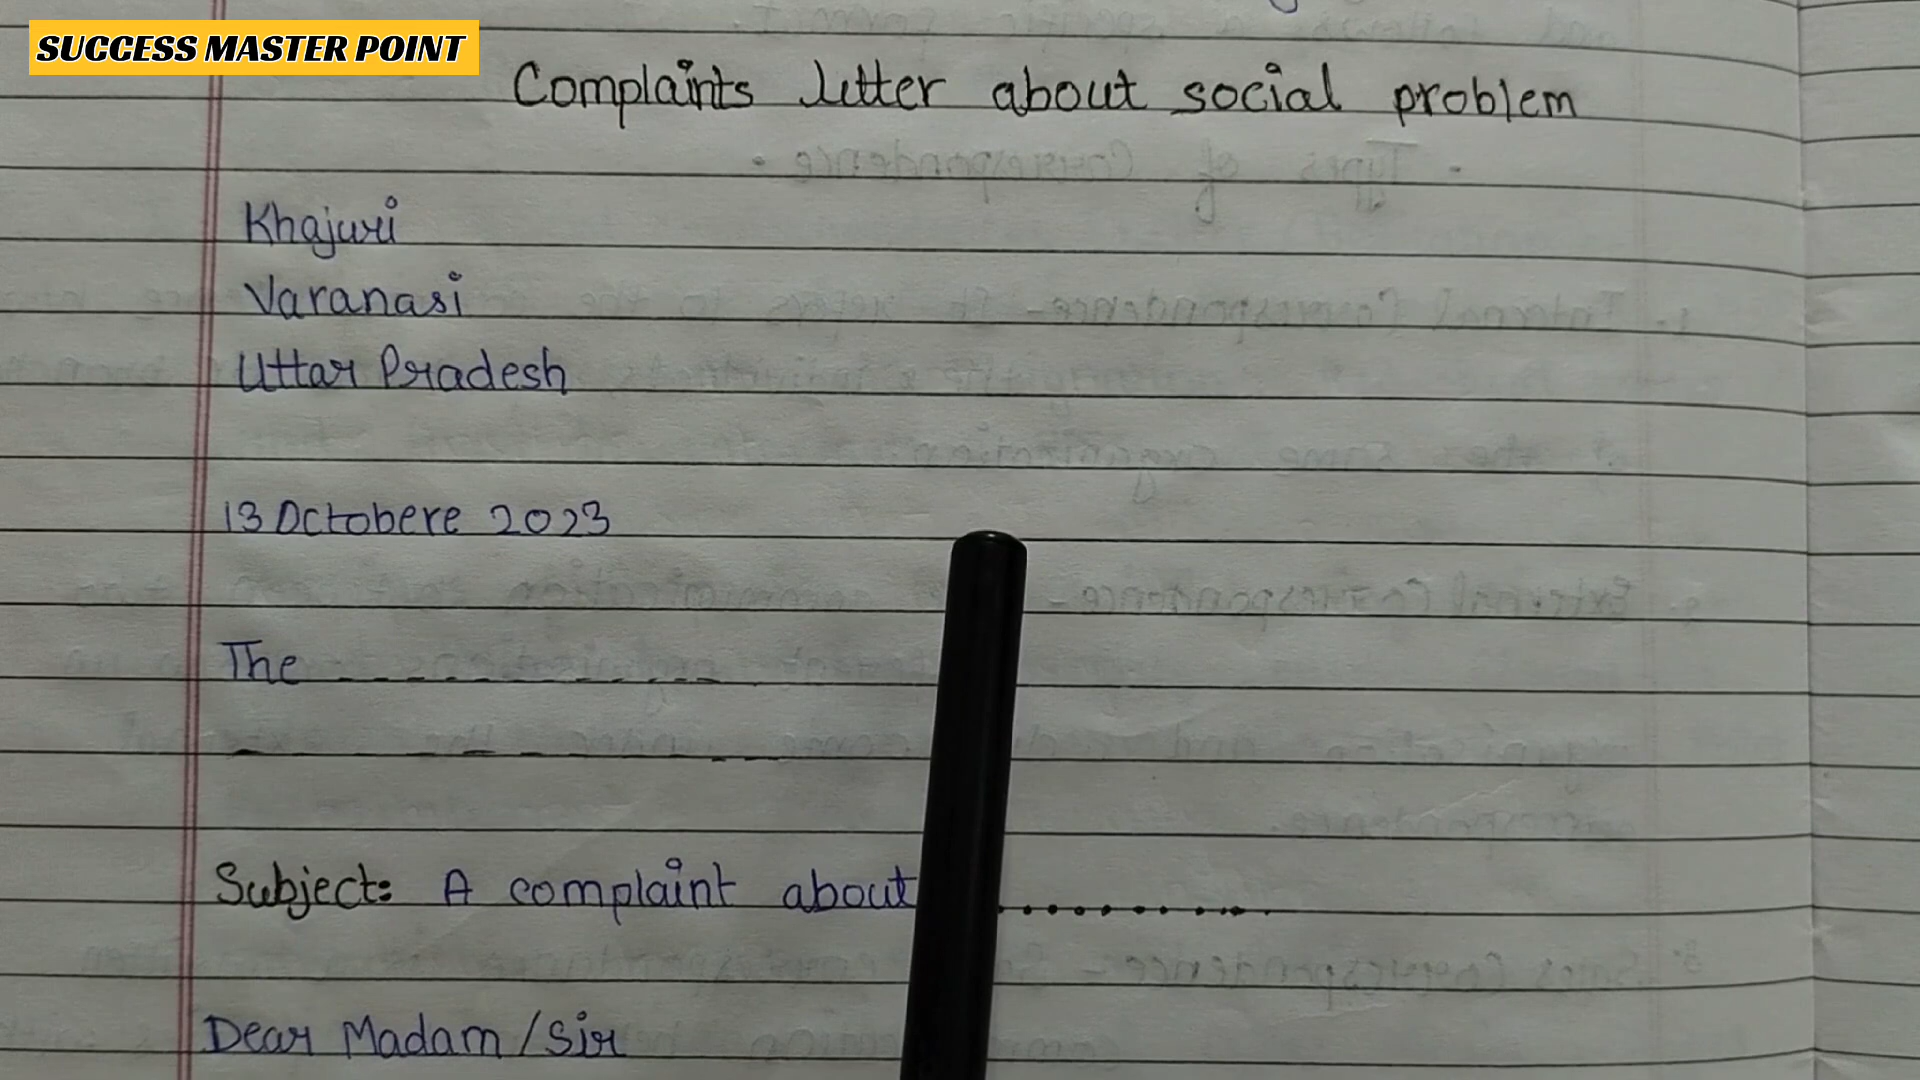 SUCCESS MASTER POINT
Complaints letter about social problem
Khajuri
Varanasi
Uttar Pradesh
13 Octobere 2023
The ------------
--------
Subject: A complaint about ..........
Dear Madam / Sir